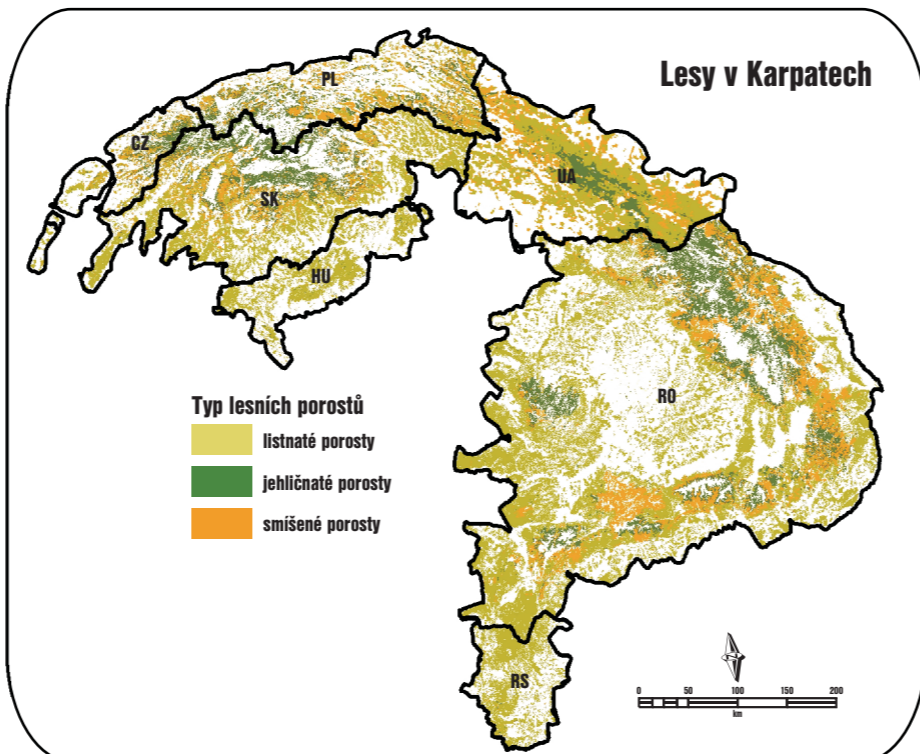 Lesy v Karpatech
PL
CZ
UA
SK
HU
RO
Typ lesních porostů
listnaté porosty
jehličnaté porosty
smíšené porosty
RS
N
0 50 100 150 200
km